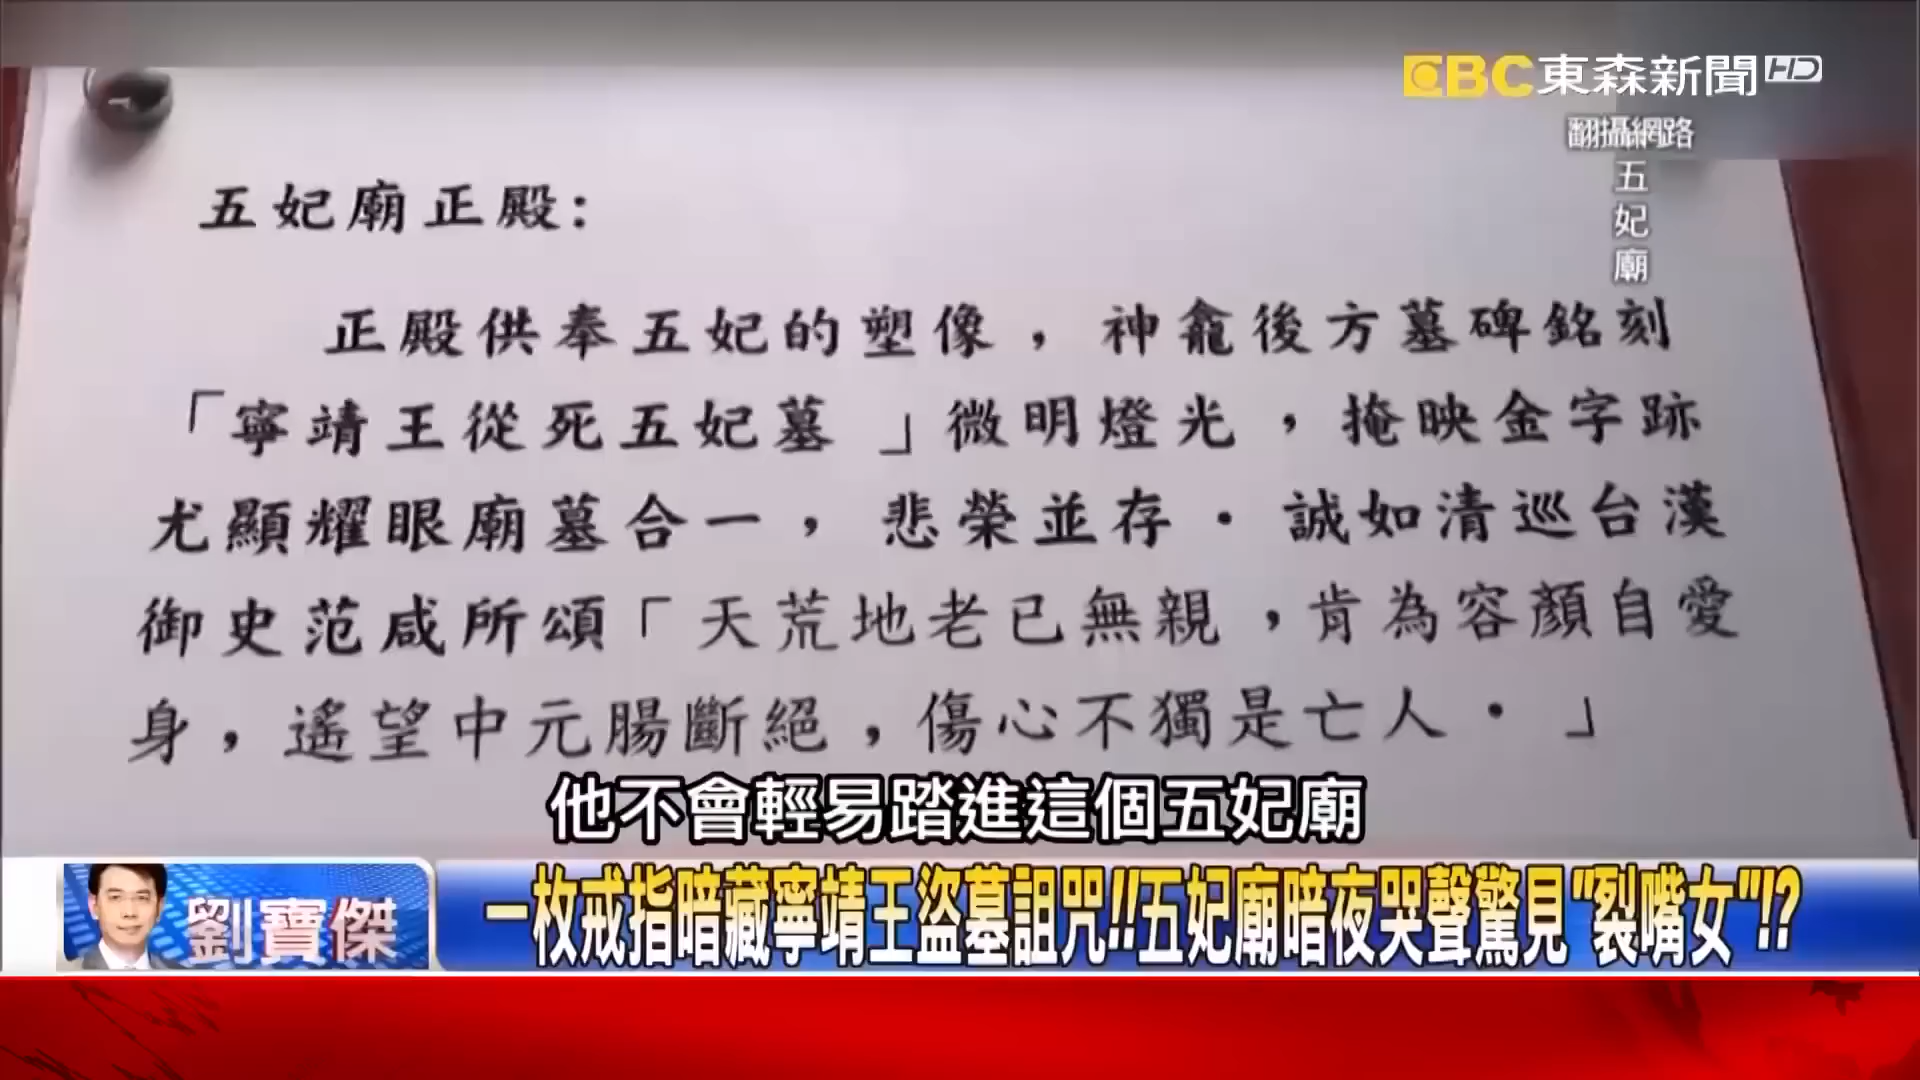 EBC東森新聞HD
翻攝網路
五妃廟
五妃廟正殿:
正殿供奉五妃的塑像，神龕後方墓碑銘刻
「寧靖王從死五妃墓」微明燈光，掩映金字跡
尤顯耀眼廟墓合一，悲榮並存·誠如清巡台漢
御史范咸所頌「天荒地老已無親，肯為容顏自愛
身，遙望中元腸斷絕，傷心不獨是亡人·」
他不會輕易踏進這個五妃廟
劉寶傑
一枚戒指暗藏寧靖王盜墓詛咒!!五妃廟暗夜哭聲驚見"裂嘴女"!?